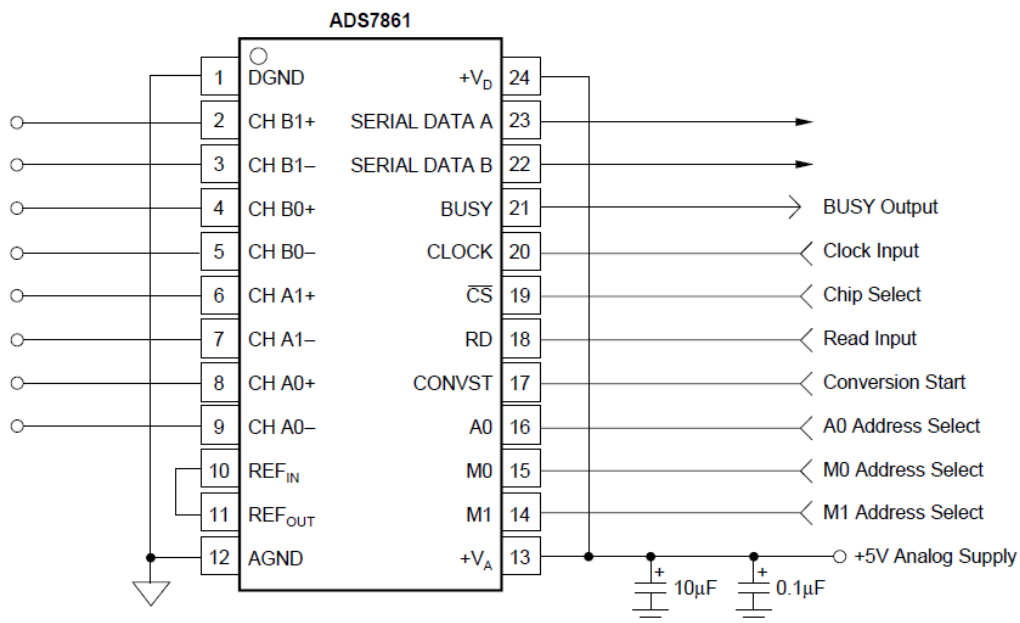 ADS7861
1 DGND +VD 24
2 CH B1+ SERIAL DATA A 23
3 CH B1– SERIAL DATA B 22
4 CH B0+ BUSY 21 BUSY Output
5 CH B0– CLOCK 20 Clock Input
6 CH A1+ CS 19 Chip Select
7 CH A1– RD 18 Read Input
8 CH A0+ CONVST 17 Conversion Start
9 CH A0– A0 16 A0 Address Select
10 REFIN M0 15 M0 Address Select
11 REFOUT M1 14 M1 Address Select
12 AGND +VA 13 +5V Analog Supply
+ 10μF + 0.1μF